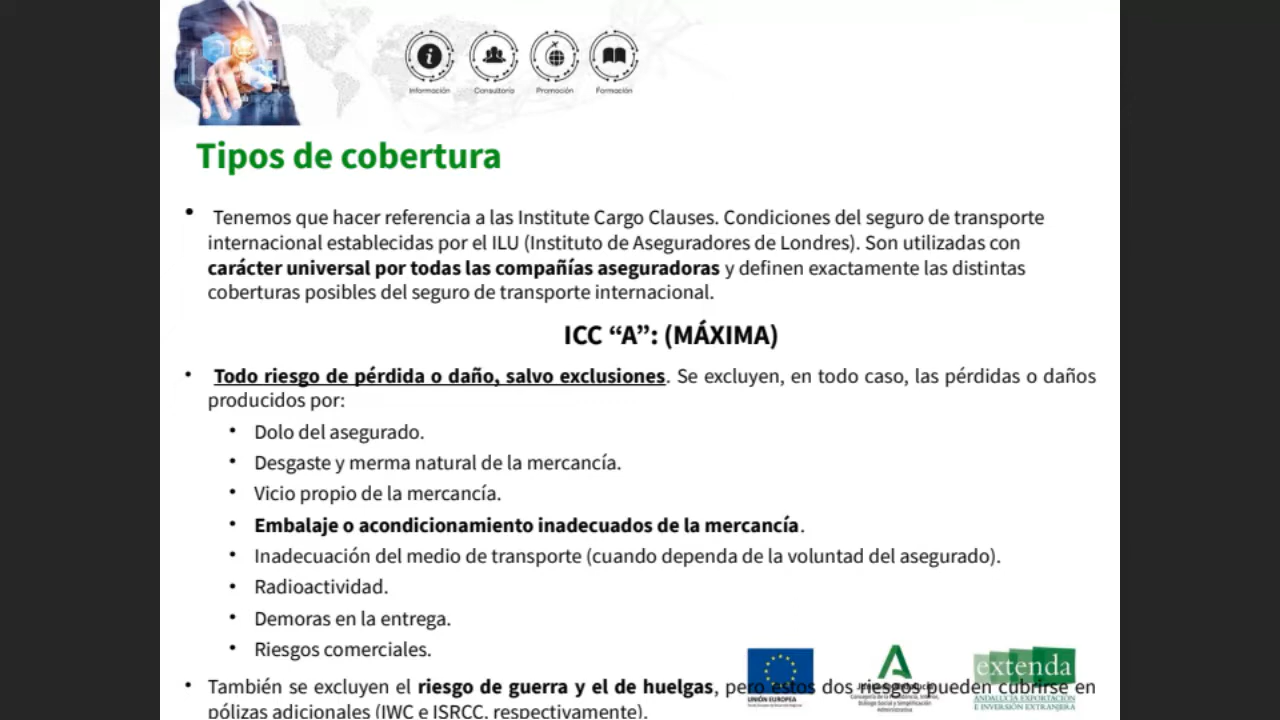 Información Consultoría Promoción Formación
Tipos de cobertura
• Tenemos que hacer referencia a las Institute Cargo Clauses. Condiciones del seguro de transporte
internacional establecidas por el ILU (Instituto de Aseguradores de Londres). Son utilizadas con
carácter universal por todas las compañías aseguradoras y definen exactamente las distintas
coberturas posibles del seguro de transporte internacional.
ICC “A”: (MÁXIMA)
• Todo riesgo de pérdida o daño, salvo exclusiones. Se excluyen, en todo caso, las pérdidas o daños
producidos por:
• Dolo del asegurado.
• Desgaste y merma natural de la mercancía.
• Vicio propio de la mercancía.
• Embalaje o acondicionamiento inadecuados de la mercancía.
• Inadecuación del medio de transporte (cuando dependa de la voluntad del asegurado).
• Radioactividad.
• Demoras en la entrega.
• Riesgos comerciales.
• También se excluyen el riesgo de guerra y el de huelgas, pero estos dos riesgos pueden cubrirse en
pólizas adicionales (IWC e ISRCC, respectivamente).
UNIÓN EUROPEA
extenda
ANDALUCÍA EXPORTACIÓN
E INVERSIÓN EXTRANJERA